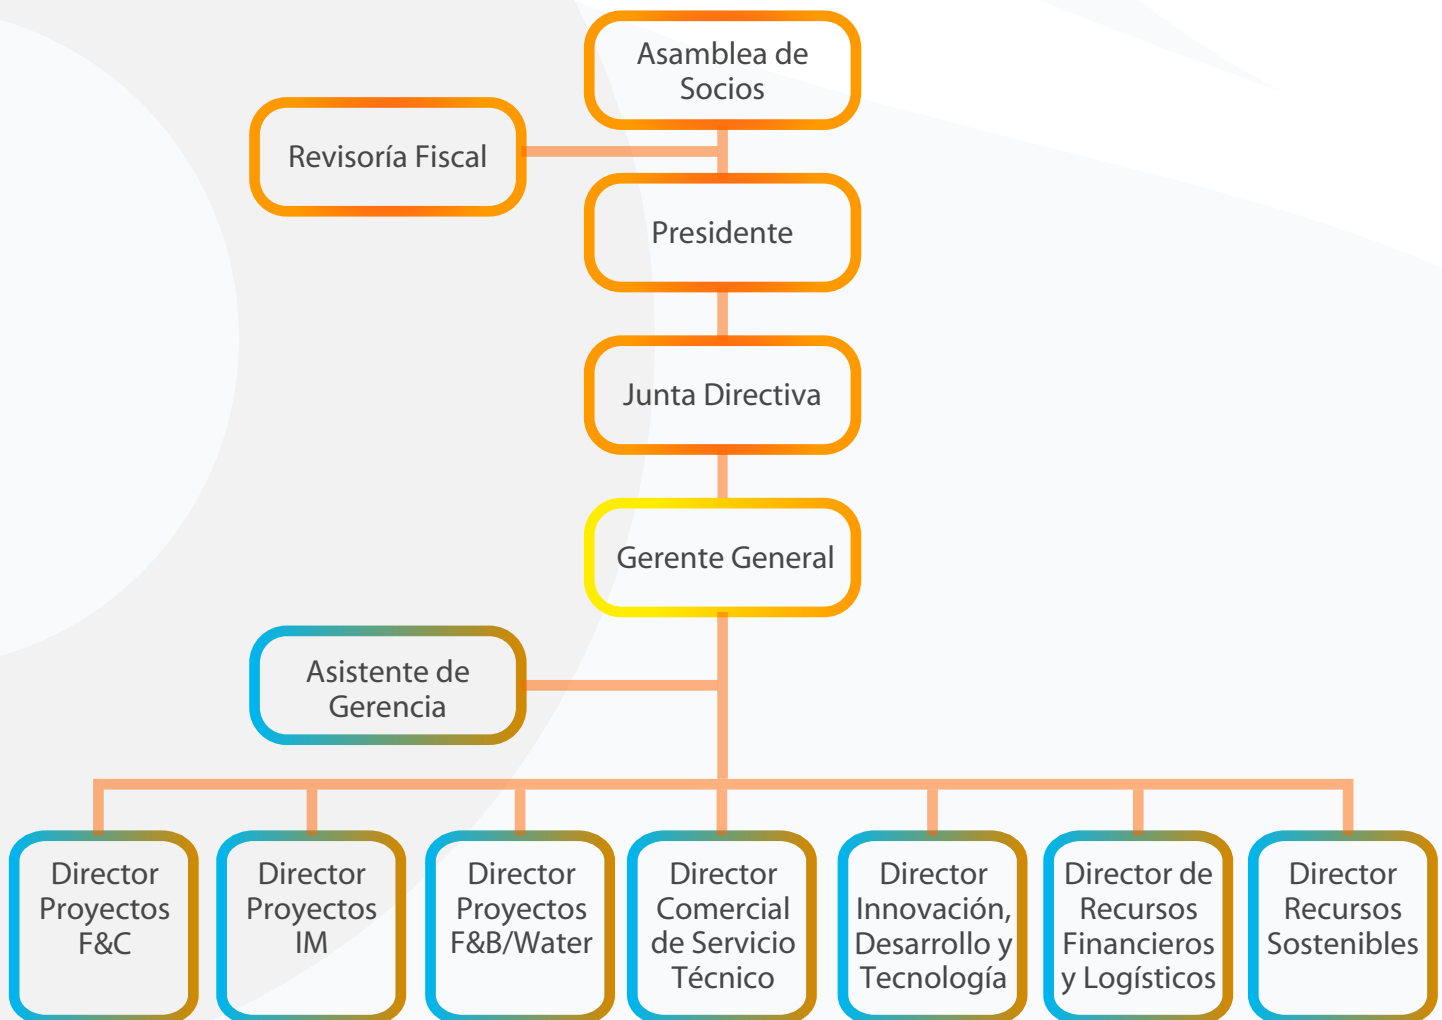 Asamblea de
Socios
Revisoría Fiscal
Presidente
Junta Directiva
Gerente General
Asistente de
Gerencia
Director
Proyectos
F&C
Director
Proyectos
IM
Director
Proyectos
F&B/Water
Director
Comercial
de Servicio
Técnico
Director
Innovación,
Desarrollo y
Tecnología
Director de
Recursos
Financieros
y Logísticos
Director
Recursos
Sostenibles